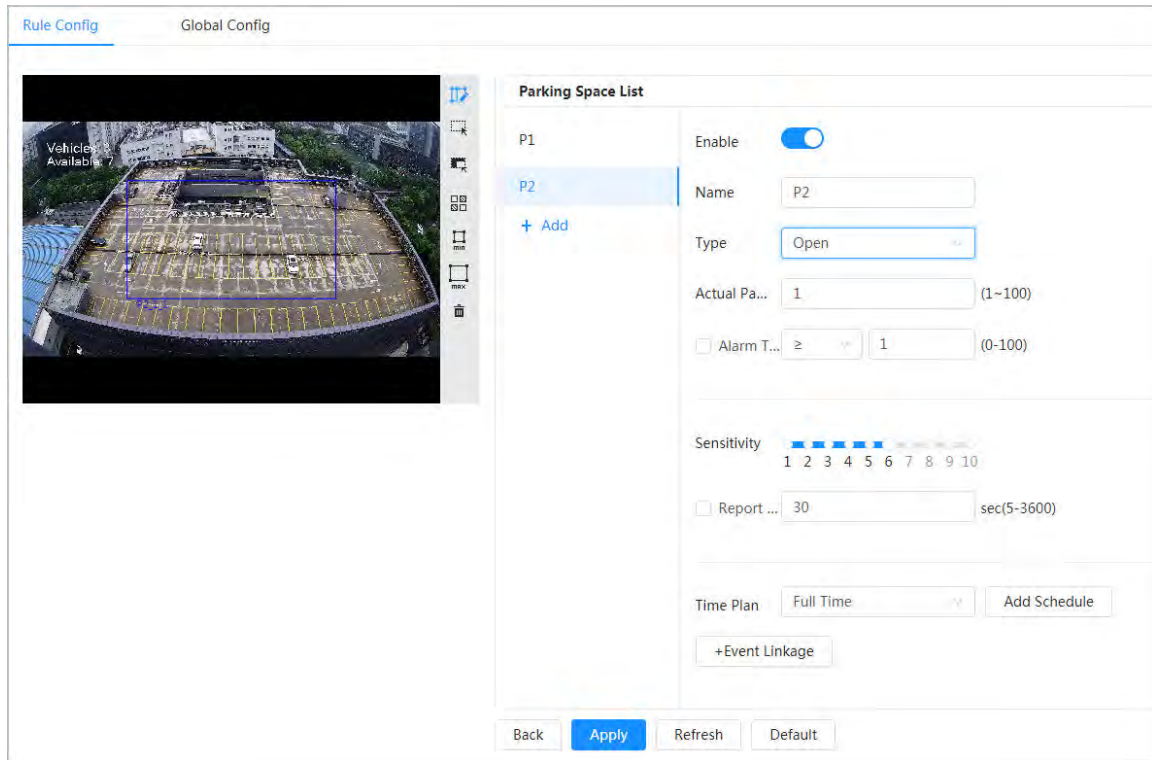 Rule Config Global Config
Vehicles:
Available: 7
min
max
Parking Space List
P1
P2
+ Add
Enable
Name P2
Type Open
Actual Pa... 1 (1~100)
Alarm T... ≥ 1 (0-100)
Sensitivity
1 2 3 4 5 6 7 8 9 10
Report ... 30 sec(5-3600)
Time Plan Full Time Add Schedule
+Event Linkage
Back Apply Refresh Default